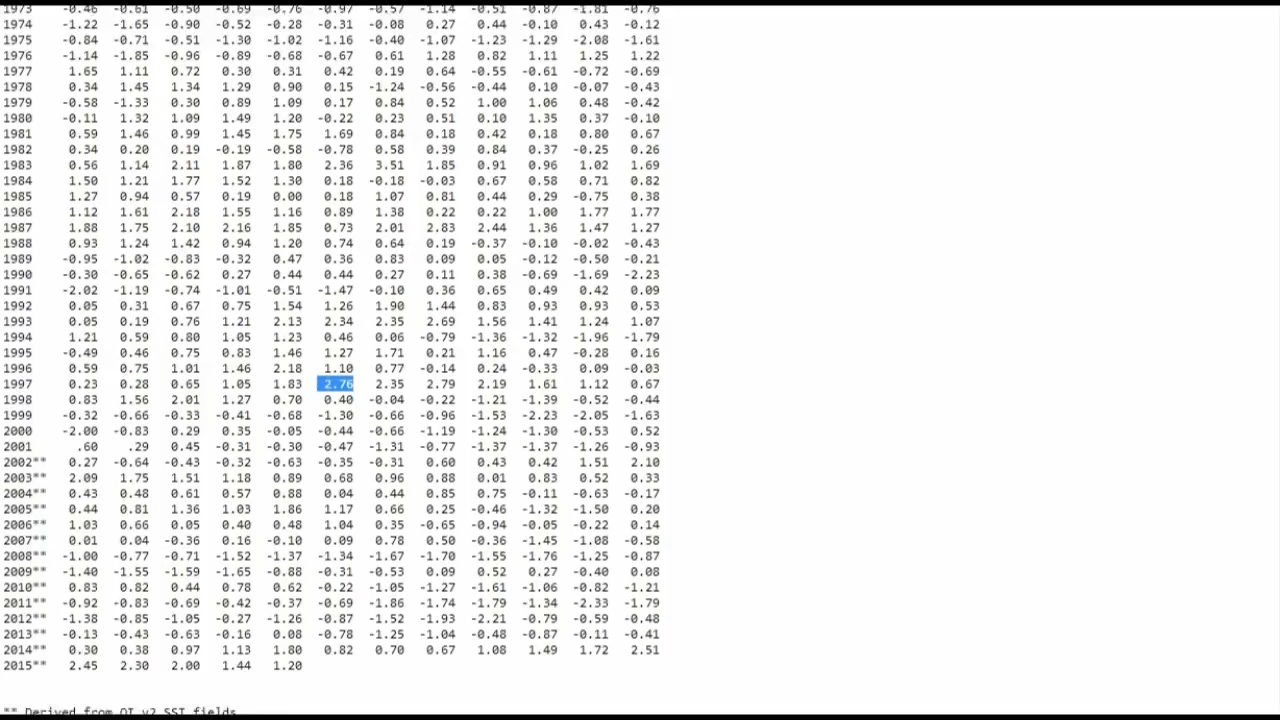 1973 -0.46 -0.61 -0.50 -0.69 -0.76 -0.97 -0.57 -1.14 -0.51 -0.87 -1.81 -0.76
1974 -1.22 -1.65 -0.90 -0.52 -0.28 -0.31 -0.08 0.27 0.44 -0.10 0.43 -0.12
1975 -0.84 -0.71 -0.51 -1.30 -1.02 -1.16 -0.40 -1.07 -1.23 -1.29 -2.08 -1.61
1976 -1.14 -1.85 -0.96 -0.89 -0.68 -0.67 0.61 1.28 0.82 1.11 1.25 1.22
1977 1.65 1.11 0.72 0.30 0.31 0.42 0.19 0.64 -0.55 -0.61 -0.72 -0.69
1978 0.34 1.45 1.34 1.29 0.90 0.15 -1.24 -0.56 -0.44 0.10 -0.07 -0.43
1979 -0.58 -1.33 0.30 0.89 1.09 0.17 0.84 0.52 1.00 1.06 0.48 -0.42
1980 -0.11 1.32 1.09 1.49 1.20 -0.22 0.23 0.51 0.10 1.35 0.37 -0.10
1981 0.59 1.46 0.99 1.45 1.75 1.69 0.84 0.18 0.42 0.18 0.80 0.67
1982 0.34 0.20 0.19 -0.19 -0.58 -0.78 0.58 0.39 0.84 0.37 -0.25 0.26
1983 0.56 1.14 2.11 1.87 1.80 2.36 3.51 1.85 0.91 0.96 1.02 1.69
1984 1.50 1.21 1.77 1.52 1.30 0.18 -0.18 -0.03 0.67 0.58 0.71 0.82
1985 1.27 0.94 0.57 0.19 0.00 0.18 1.07 0.81 0.44 0.29 -0.75 0.38
1986 1.12 1.61 2.18 1.55 1.16 0.89 1.38 0.22 0.22 1.00 1.77 1.77
1987 1.88 1.75 2.10 2.16 1.85 0.73 2.01 2.83 2.44 1.36 1.47 1.27
1988 0.93 1.24 1.42 0.94 1.20 0.74 0.64 0.19 -0.37 -0.10 -0.02 -0.43
1989 -0.95 -1.02 -0.83 -0.32 0.47 0.36 0.83 0.09 0.05 -0.12 -0.50 -0.21
1990 -0.30 -0.65 -0.62 0.27 0.44 0.44 0.27 0.11 0.38 -0.69 -1.69 -2.23
1991 -2.02 -1.19 -0.74 -1.01 -0.51 -1.47 -0.10 0.36 0.65 0.49 0.42 0.09
1992 0.05 0.31 0.67 0.75 1.54 1.26 1.90 1.44 0.83 0.93 0.93 0.53
1993 0.05 0.19 0.76 1.21 2.13 2.34 2.35 2.69 1.56 1.41 1.24 1.07
1994 1.21 0.59 0.80 1.05 1.23 0.46 0.06 -0.79 -1.36 -1.32 -1.96 -1.79
1995 -0.49 0.46 0.75 0.83 1.46 1.27 1.71 0.21 1.16 0.47 -0.28 0.16
1996 0.59 0.75 1.01 1.46 2.18 1.10 0.77 -0.14 0.24 -0.33 0.09 -0.03
1997 0.23 0.28 0.65 1.05 1.83 2.76 2.35 2.79 2.19 1.61 1.12 0.67
1998 0.83 1.56 2.01 1.27 0.70 0.40 -0.04 -0.22 -1.21 -1.39 -0.52 -0.44
1999 -0.32 -0.66 -0.33 -0.41 -0.68 -1.30 -0.66 -0.96 -1.53 -2.23 -2.05 -1.63
2000 -2.00 -0.83 0.29 0.35 -0.05 -0.44 -0.66 -1.19 -1.24 -1.30 -0.53 0.52
2001 .60 .29 0.45 -0.31 -0.30 -0.47 -1.31 -0.77 -1.37 -1.37 -1.26 -0.93
2002** 0.27 -0.64 -0.43 -0.32 -0.63 -0.35 -0.31 0.60 0.43 0.42 1.51 2.10
2003** 2.09 1.75 1.51 1.18 0.89 0.68 0.96 0.88 0.01 0.83 0.52 0.33
2004** 0.43 0.48 0.61 0.57 0.88 0.04 0.44 0.85 0.75 -0.11 -0.63 -0.17
2005** 0.44 0.81 1.36 1.03 1.86 1.17 0.66 0.25 -0.46 -1.32 -1.50 0.20
2006** 1.03 0.66 0.05 0.40 0.48 1.04 0.35 -0.65 -0.94 -0.05 -0.22 0.14
2007** 0.01 0.04 -0.36 0.16 -0.10 0.09 0.78 0.50 -0.36 -1.45 -1.08 -0.58
2008** -1.00 -0.77 -0.71 -1.52 -1.37 -1.34 -1.67 -1.70 -1.55 -1.76 -1.25 -0.87
2009** -1.40 -1.55 -1.59 -1.65 -0.88 -0.31 -0.53 0.09 0.52 0.27 -0.40 0.08
2010** 0.83 0.82 0.44 0.78 0.62 -0.22 -1.05 -1.27 -1.61 -1.06 -0.82 -1.21
2011** -0.92 -0.83 -0.69 -0.42 -0.37 -0.69 -1.86 -1.74 -1.79 -1.34 -2.33 -1.79
2012** -1.38 -0.85 -1.05 -0.27 -1.26 -0.87 -1.52 -1.93 -2.21 -0.79 -0.59 -0.48
2013** -0.13 -0.43 -0.63 -0.16 0.08 -0.78 -1.25 -1.04 -0.48 -0.87 -0.11 -0.41
2014** 0.30 0.38 0.97 1.13 1.80 0.82 0.70 0.67 1.08 1.49 1.72 2.51
2015** 2.45 2.30 2.00 1.44 1.20
** Derived from OI.v2 SST fields